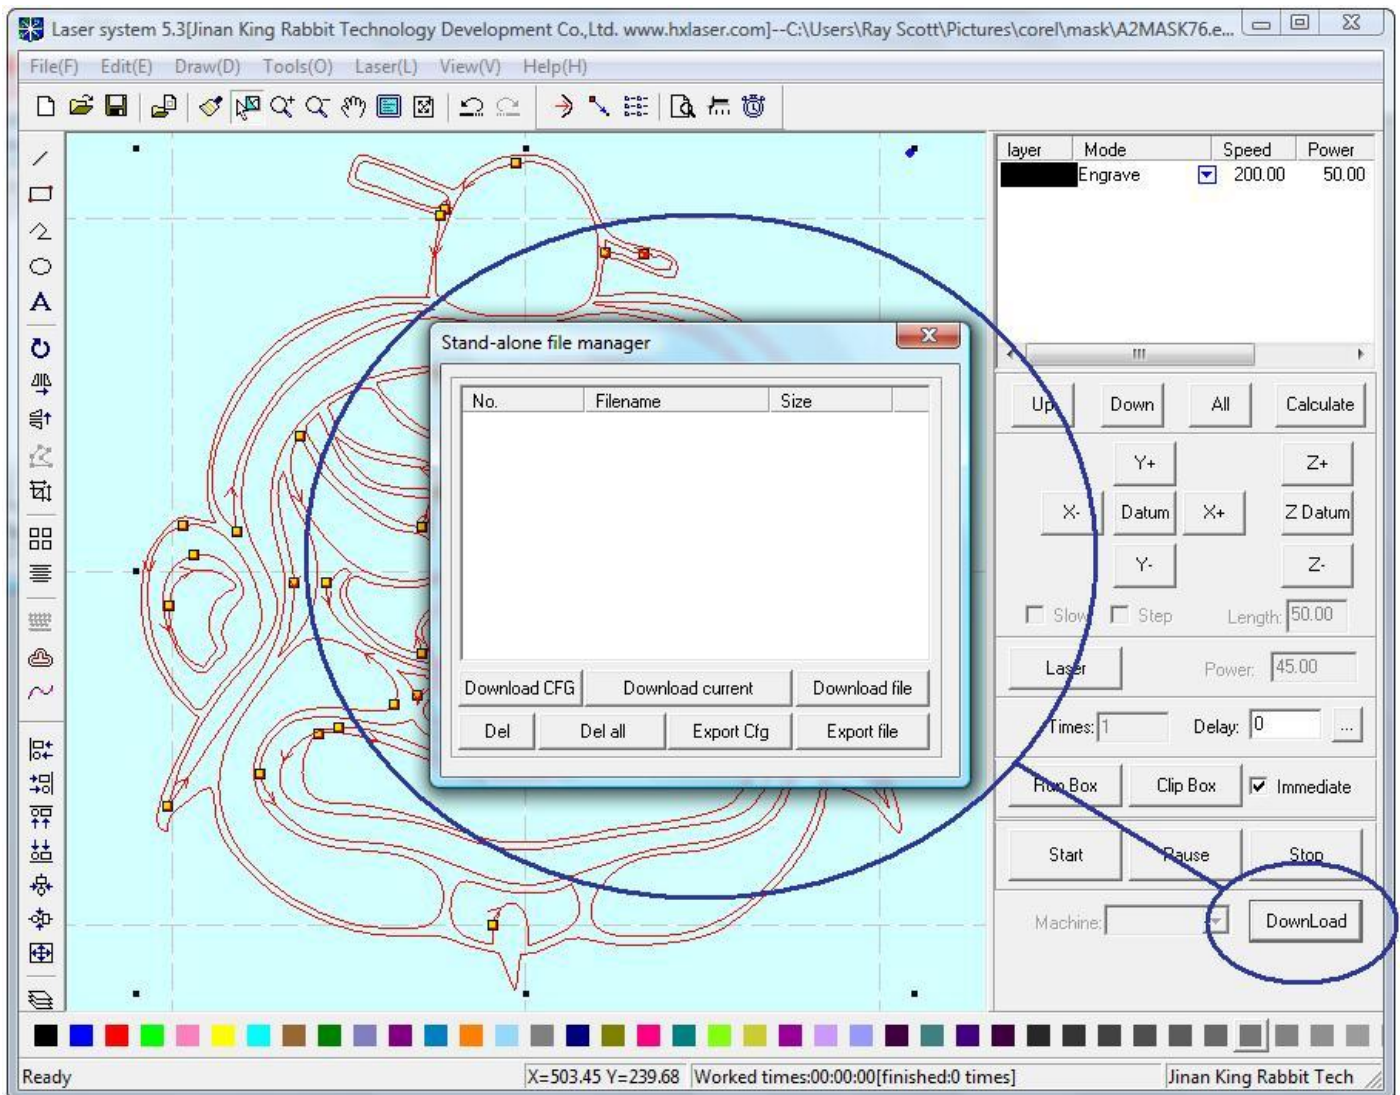 Laser system 5.3[Jinan King Rabbit Technology Development Co.,Ltd. www.hxlaser.com]--C:\Users\Ray Scott\Pictures\corel\mask\A2MASK76.e...
File(F) Edit(E) Draw(D) Tools(O) Laser(L) View(V) Help(H)
layer Mode Speed Power
Engrave 200.00 50.00
Stand-alone file manager
No. Filename Size
Download CFG Download current Download file
Del Del all Export Cfg Export file
Up Down All Calculate
Y+ Z+
X- Datum X+ Z Datum
Y- Z-
Slow Step Length: 50.00
Laser Power: 45.00
Times: 1 Delay: 0 ...
Run Box Clip Box Immediate
Start Pause Stop
Machine: DownLoad
Ready X=503.45 Y=239.68 Worked times:00:00:00[finished:0 times] Jinan King Rabbit Tech